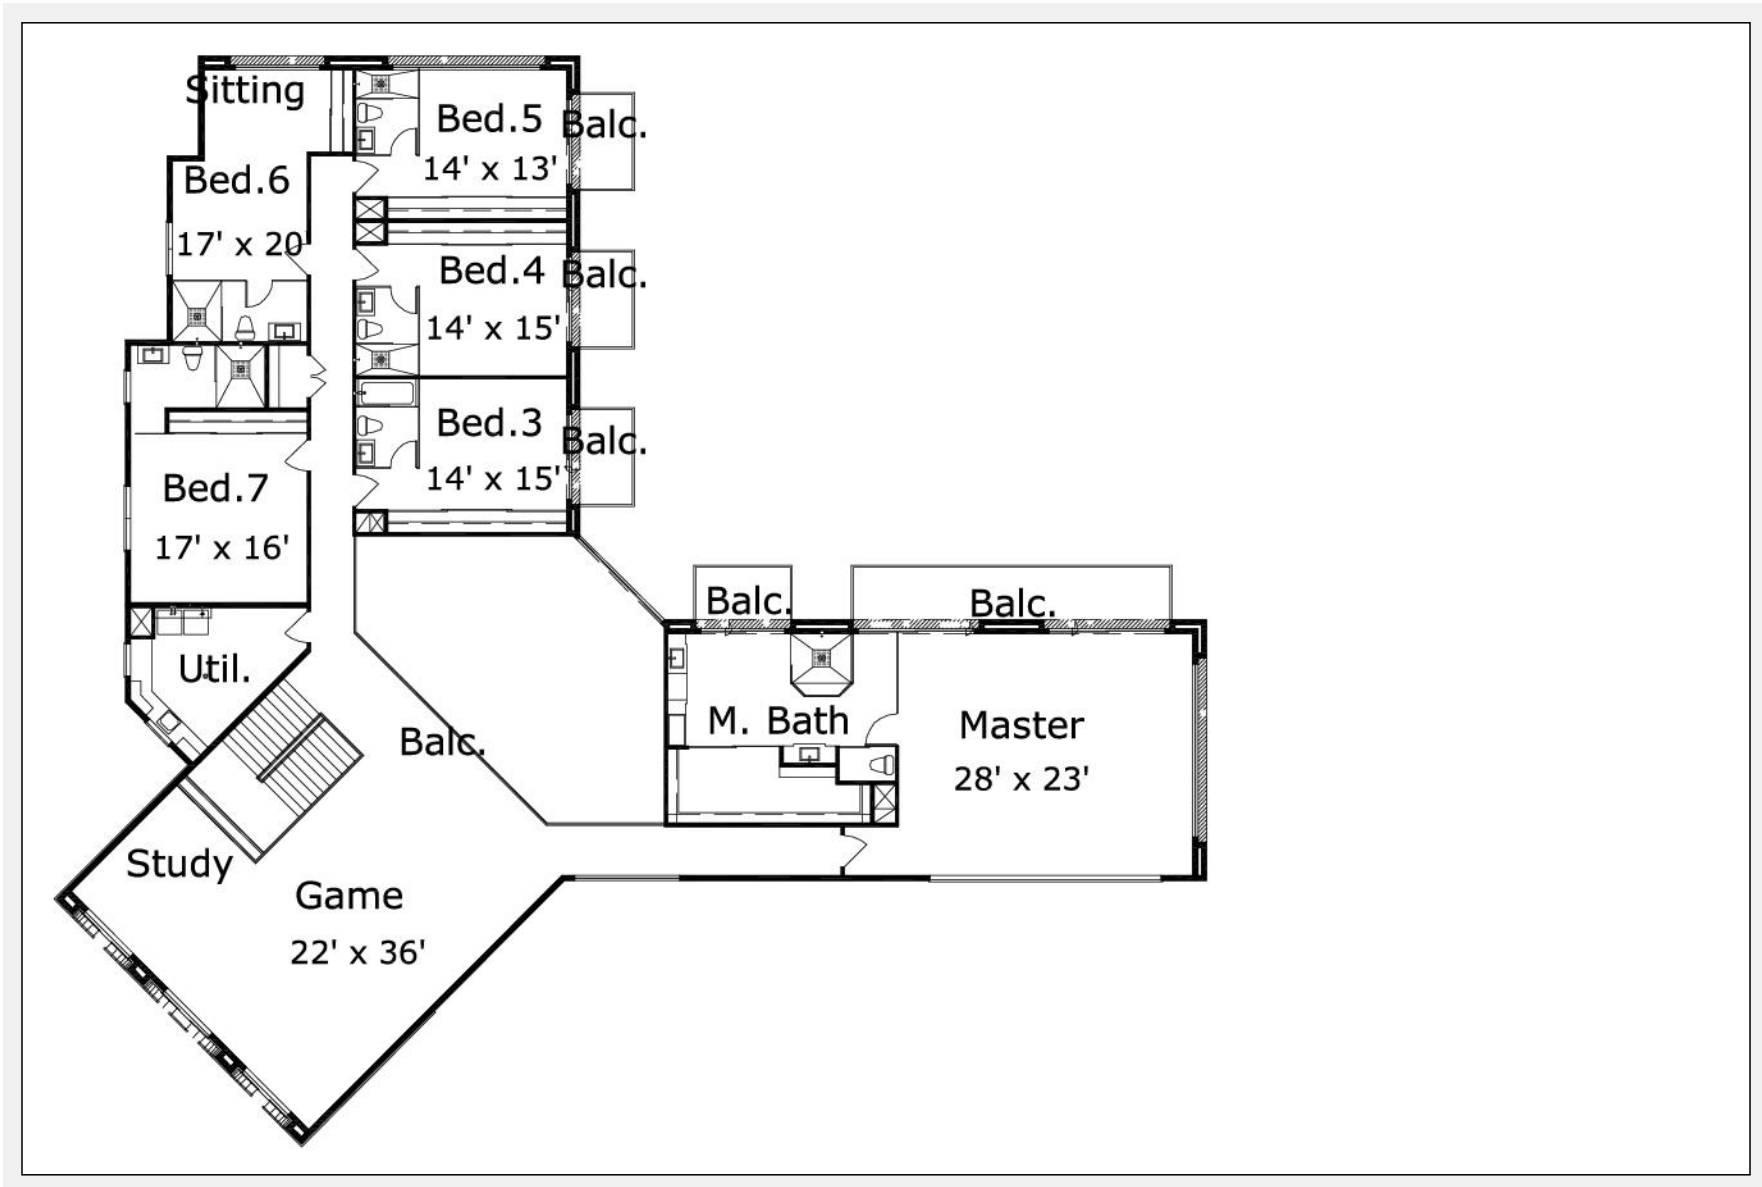 Sitting
Bed.5
Balc.
14' x 13'
Bed.6
17' x 20
Bed.4
Balc.
14' x 15'
Bed.3
Balc.
14' x 15'
Bed.7
17' x 16'
Balc.
Balc.
Util.
Balc.
M. Bath
Master
28' x 23'
Study
Game
22' x 36'